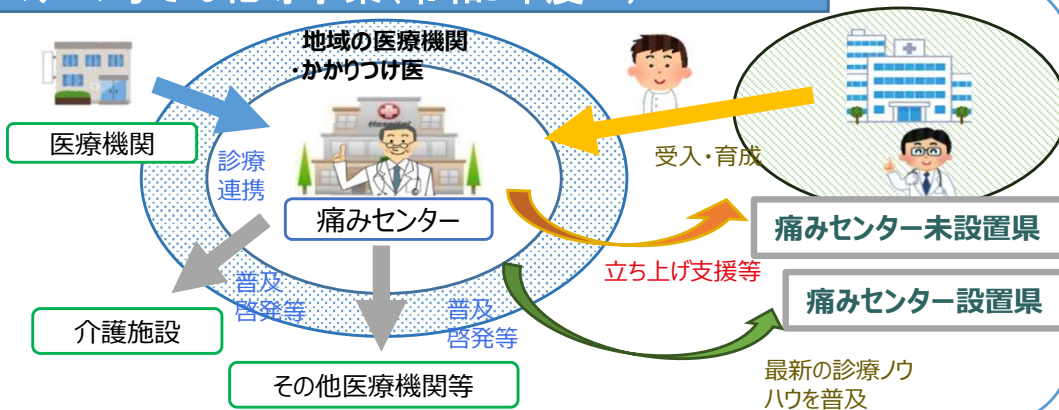 地域の医療機関
・かかりつけ医
医療機関
診療
連携
痛みセンター
受入・育成
痛みセンター未設置県
立ち上げ支援等
痛みセンター設置県
普及
啓発等
普及
啓発等
介護施設
その他医療機関等
最新の診療ノウ
ハウを普及
Hospital